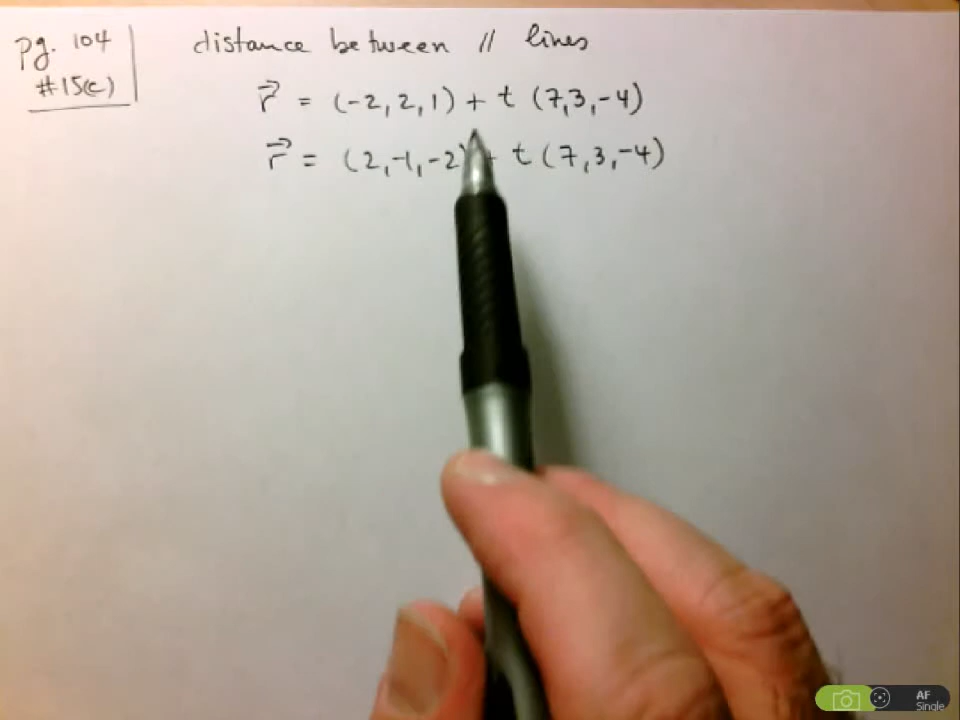 pg. 104
#15(c)
distance between // lines
r⃗ = (-2, 2, 1) + t (7, 3, -4)
r⃗ = (2, -1, -2) + t (7, 3, -4)
AF
Single